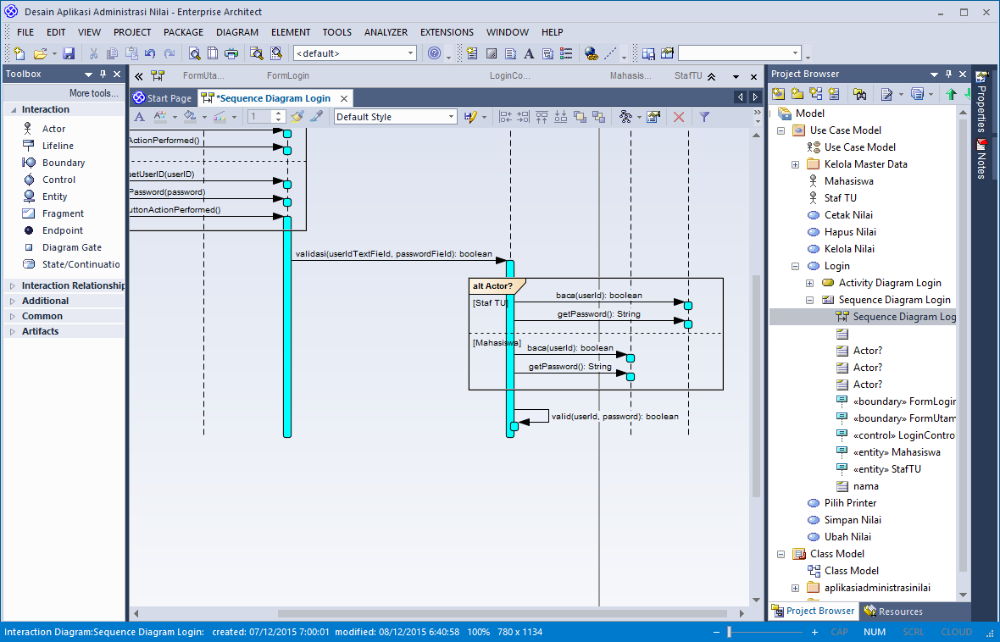 Desain Aplikasi Administrasi Nilai - Enterprise Architect
FILE EDIT VIEW PROJECT PACKAGE DIAGRAM ELEMENT TOOLS ANALYZER EXTENSIONS WINDOW HELP
<default>
Toolbox
More tools...
Interaction
Actor
Lifeline
Boundary
Control
Entity
Fragment
Endpoint
Diagram Gate
State/Continuatio
Interaction Relationship
Additional
Common
Artifacts
FormUta... FormLogin LoginCo... Mahasis... StafTU
Start Page *Sequence Diagram Login
1 Default Style
ActionPerformed()
setUserID(userID)
Password(password)
uttonActionPerformed()
validasi(userIdTextField, passwordField): boolean
alt Actor?
[Staf TU]
baca(userId): boolean
getPassword(): String
[Mahasiswa]
baca(userId): boolean
getPassword(): String
valid(userId, password): boolean
Project Browser
Model
Use Case Model
Use Case Model
Kelola Master Data
Mahasiswa
Staf TU
Cetak Nilai
Hapus Nilai
Kelola Nilai
Login
Activity Diagram Login
Sequence Diagram Login
Sequence Diagram Log
Actor?
Actor?
Actor?
«boundary» FormLogin
«boundary» FormUtam
«control» LoginContro
«entity» Mahasiswa
«entity» StafTU
nama
Pilih Printer
Simpan Nilai
Ubah Nilai
Class Model
Class Model
aplikasiadministrasinilai
Project Browser Resources
Properties
Notes
Interaction Diagram:Sequence Diagram Login: created: 07/12/2015 7:00:01 modified: 08/12/2015 6:40:58 100% 780 x 1134
CAP NUM SCRL CLOUD